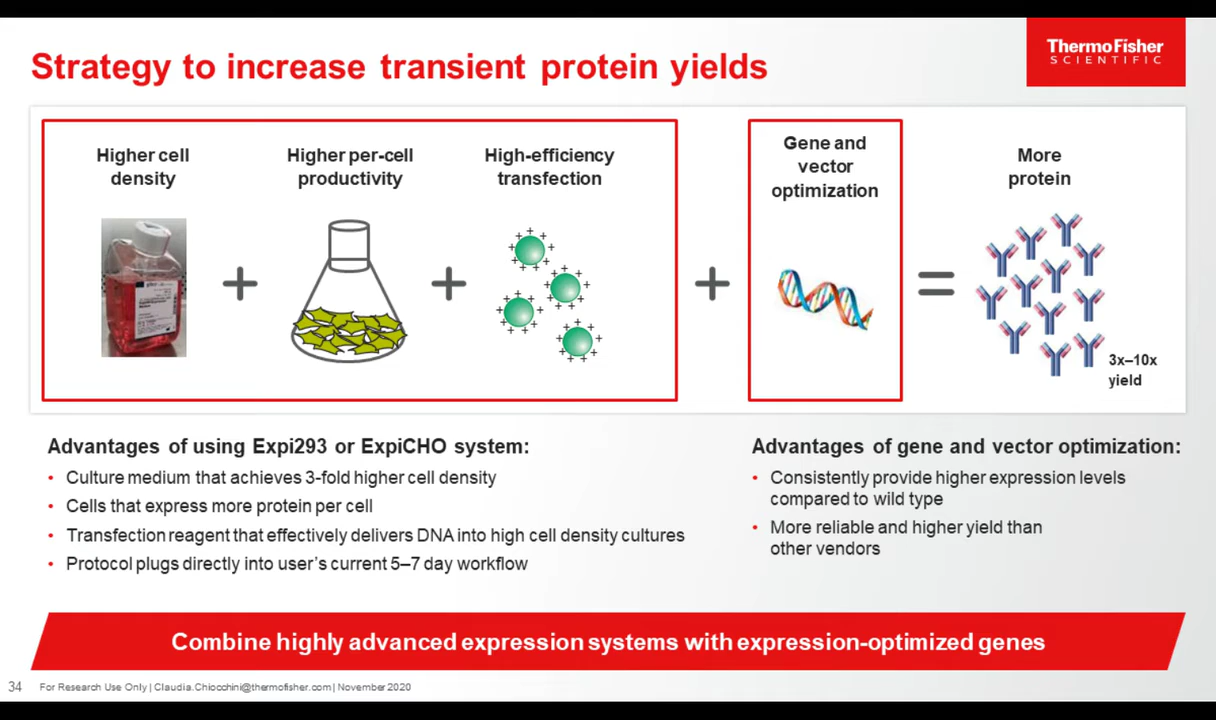 Strategy to increase transient protein yields
ThermoFisher
SCIENTIFIC
Higher cell
density
Higher per-cell
productivity
High-efficiency
transfection
Gene and
vector
optimization
More
protein
+
+
+
=
3x–10x
yield
Advantages of using Expi293 or ExpiCHO system:
• Culture medium that achieves 3-fold higher cell density
• Cells that express more protein per cell
• Transfection reagent that effectively delivers DNA into high cell density cultures
• Protocol plugs directly into user's current 5–7 day workflow
Advantages of gene and vector optimization:
• Consistently provide higher expression levels
compared to wild type
• More reliable and higher yield than
other vendors
Combine highly advanced expression systems with expression-optimized genes
34 For Research Use Only | Claudia.Chiocchini@thermofisher.com | November 2020